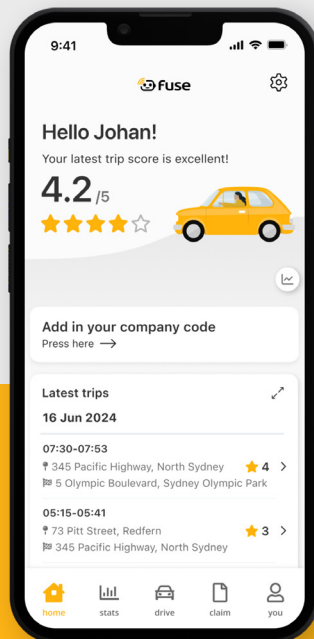 9:41
fuse
Hello Johan!
Your latest trip score is excellent!
4.2 /5
Add in your company code
Press here →
Latest trips
16 Jun 2024
07:30-07:53
345 Pacific Highway, North Sydney
4
5 Olympic Boulevard, Sydney Olympic Park
05:15-05:41
73 Pitt Street, Redfern
3
345 Pacific Highway, North Sydney
home stats drive claim you